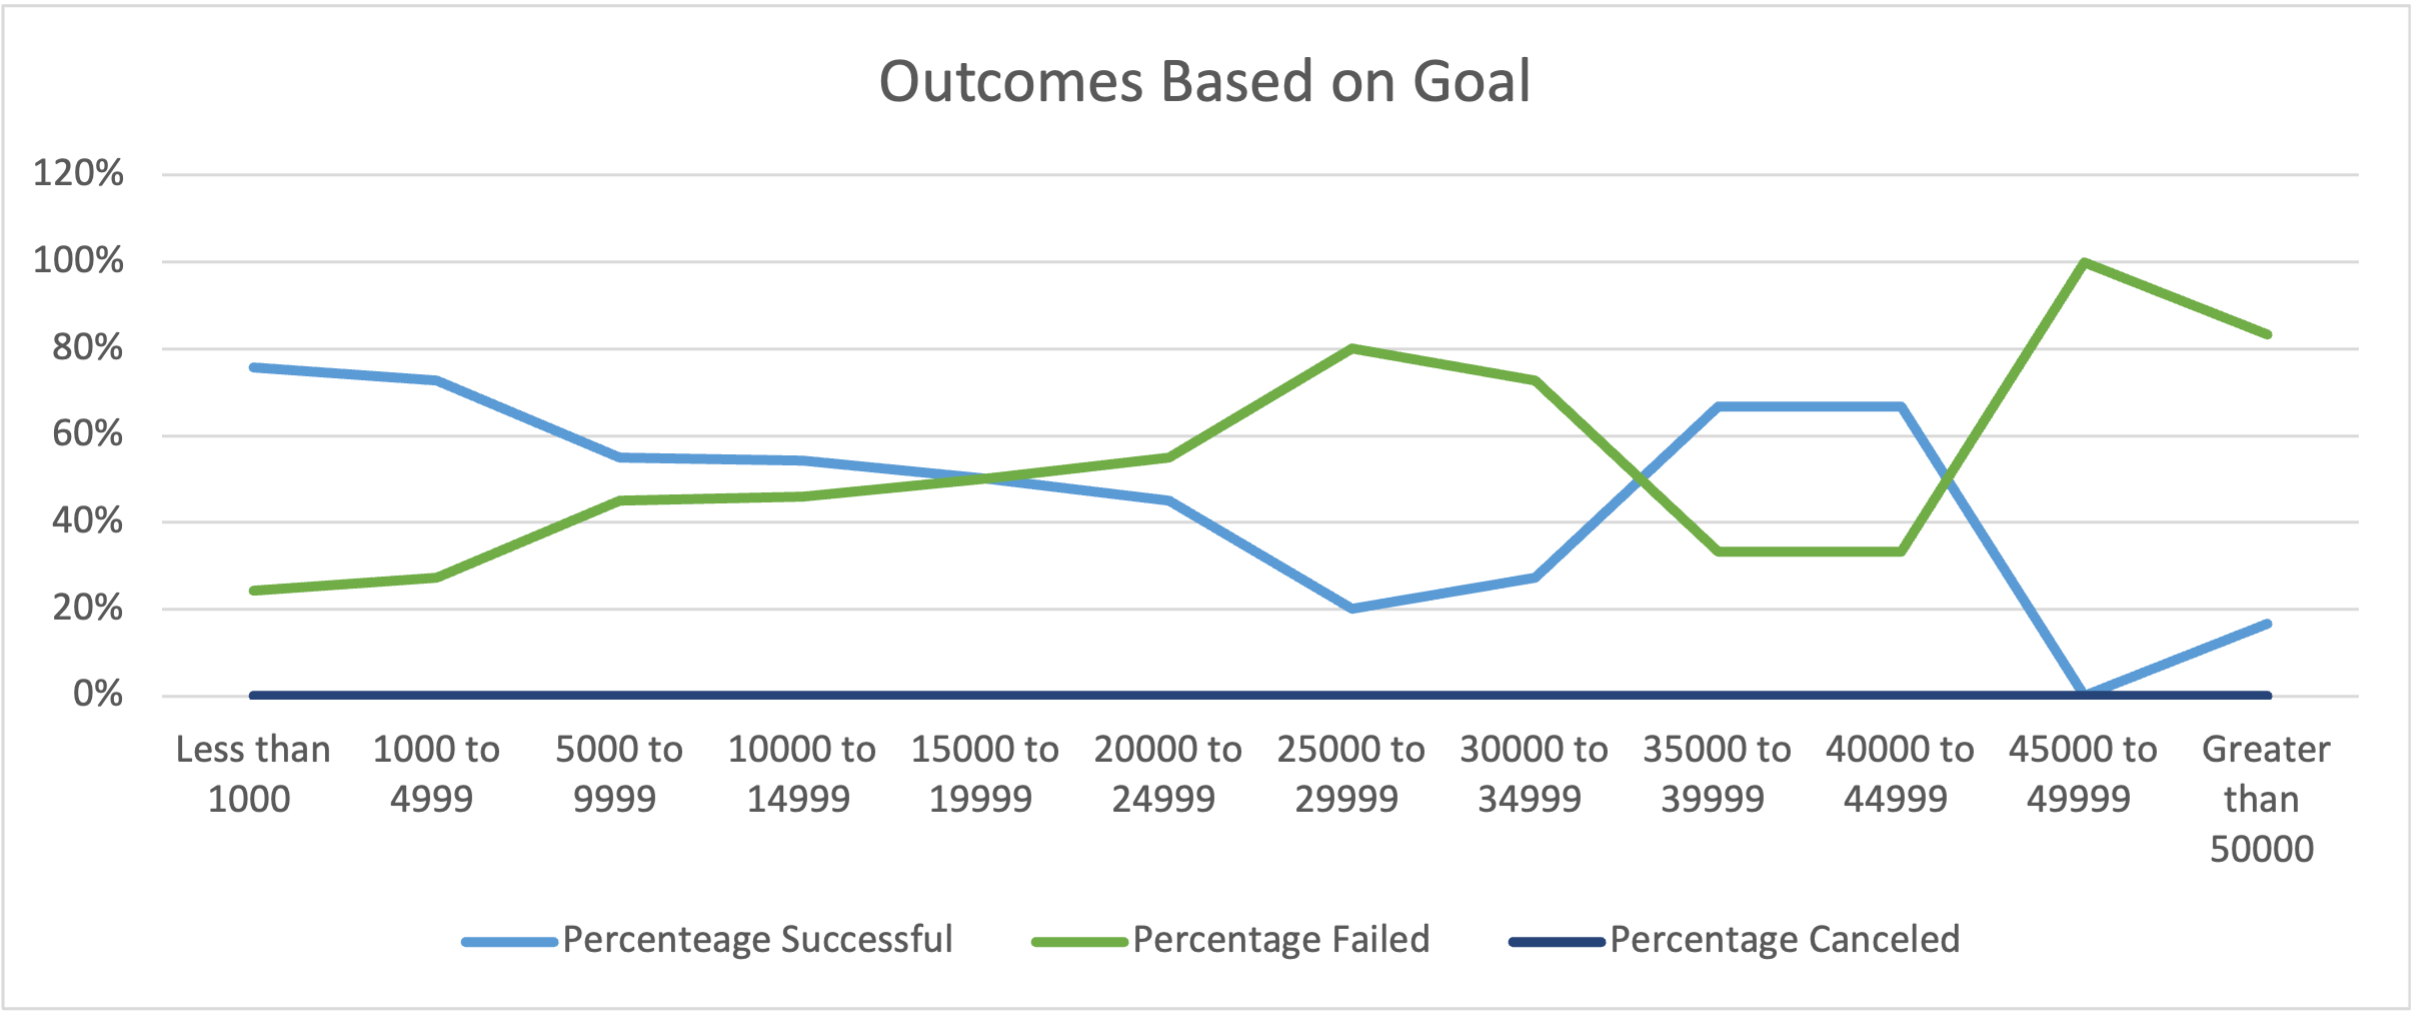 Outcomes Based on Goal
120%
100%
80%
60%
40%
20%
0%
Less than 1000
1000 to 4999
5000 to 9999
10000 to 14999
15000 to 19999
20000 to 24999
25000 to 29999
30000 to 34999
35000 to 39999
40000 to 44999
45000 to 49999
Greater than 50000
Percenteage Successful
Percentage Failed
Percentage Canceled